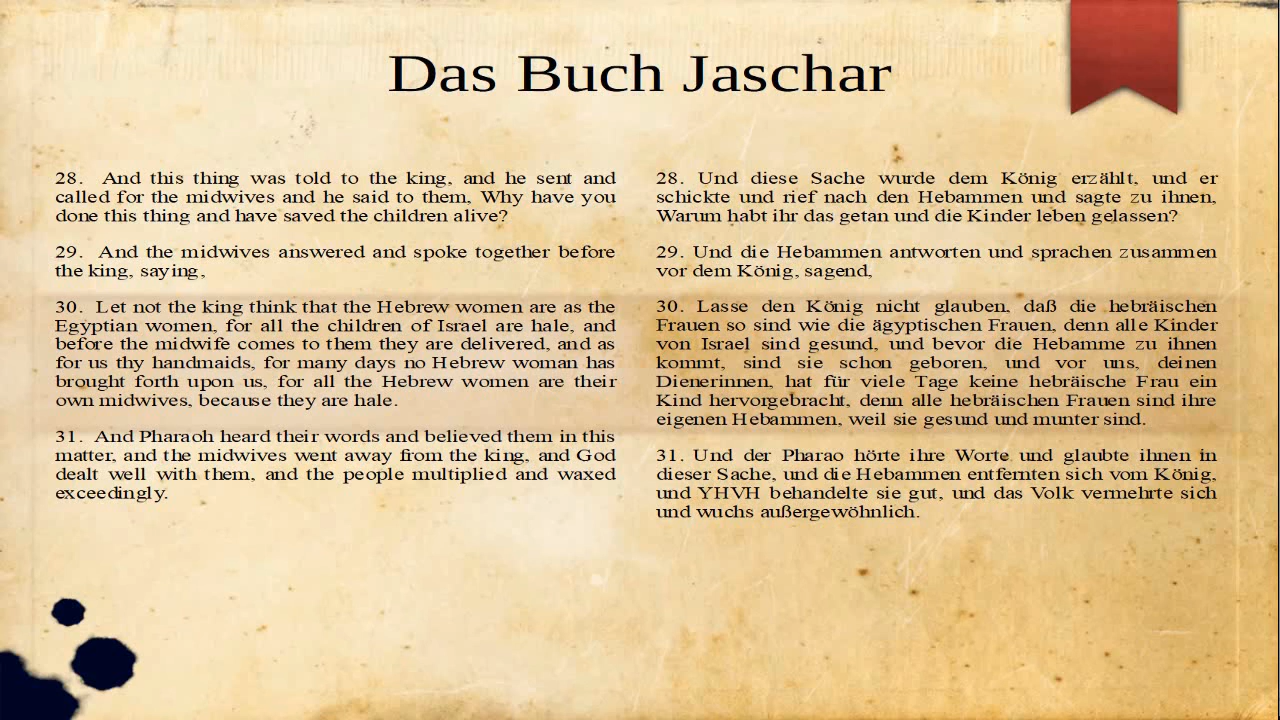 Das Buch Jaschar
28. And this thing was told to the king, and he sent and
called for the midwives and he said to them, Why have you
done this thing and have saved the children alive?
29. And the midwives answered and spoke together before
the king, saying,
30. Let not the king think that the Hebrew women are as the
Egyptian women, for all the children of Israel are hale, and
before the midwife comes to them they are delivered, and as
for us thy handmaids, for many days no Hebrew woman has
brought forth upon us, for all the Hebrew women are their
own midwives, because they are hale.
31. And Pharaoh heard their words and believed them in this
matter, and the midwives went away from the king, and God
dealt well with them, and the people multiplied and waxed
exceedingly.
28. Und diese Sache wurde dem König erzählt, und er
schickte und rief nach den Hebammen und sagte zu ihnen,
Warum habt ihr das getan und die Kinder leben gelassen?
29. Und die Hebammen antworten und sprachen zusammen
vor dem König, sagend,
30. Lasse den König nicht glauben, daß die hebräischen
Frauen so sind wie die ägyptischen Frauen, denn alle Kinder
von Israel sind gesund, und bevor die Hebamme zu ihnen
kommt, sind sie schon geboren, und vor uns, deinen
Dienerinnen, hat für viele Tage keine hebräische Frau ein
Kind hervorgebracht, denn alle hebräischen Frauen sind ihre
eigenen Hebammen, weil sie gesund und munter sind.
31. Und der Pharao hörte ihre Worte und glaubte ihnen in
dieser Sache, und die Hebammen entfernten sich vom König,
und YHVH behandelte sie gut, und das Volk vermehrte sich
und wuchs außergewöhnlich.